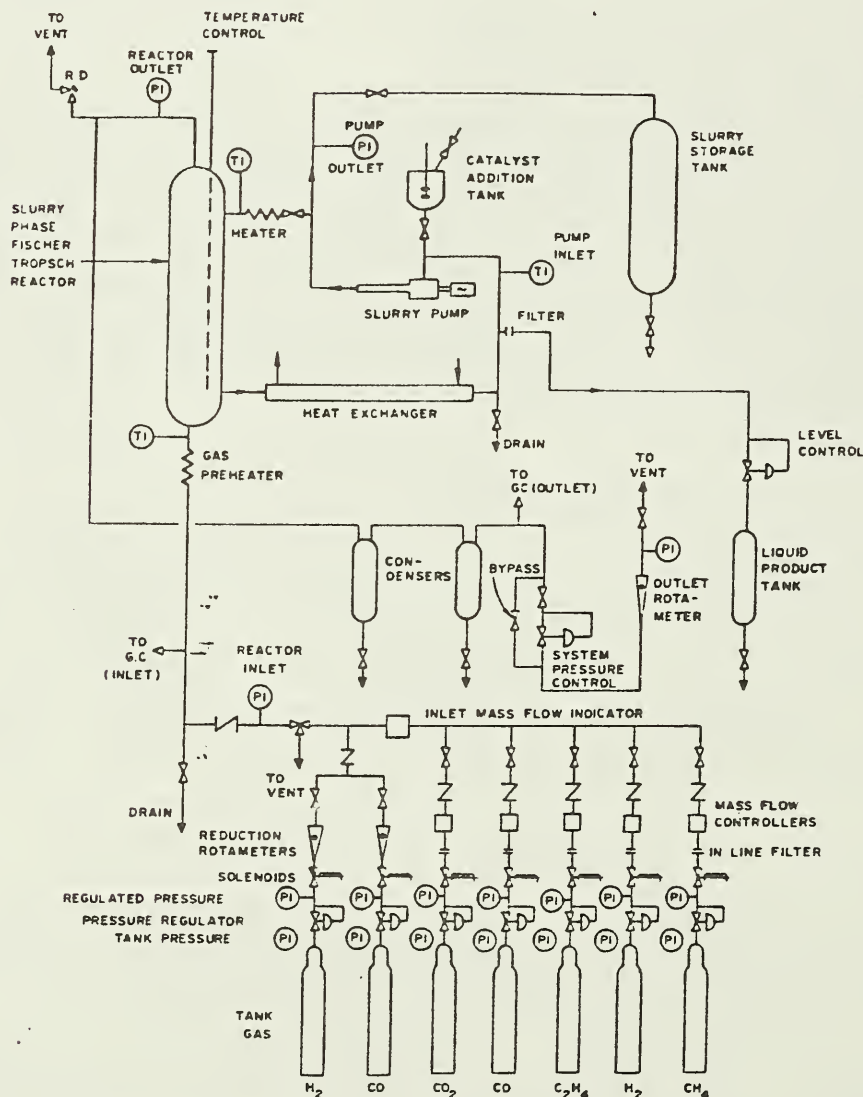 TO
VENT
TEMPERATURE
CONTROL
R D
REACTOR
OUTLET
PI
TI
PUMP
PI
OUTLET
CATALYST
ADDITION
TANK
SLURRY
STORAGE
TANK
SLURRY
PHASE
FISCHER
TROPSCH
REACTOR
HEATER
PUMP
INLET
TI
~
SLURRY PUMP
FILTER
HEAT EXCHANGER
DRAIN
TI
GAS
PREHEATER
LEVEL
CONTROL
TO
GC (OUTLET)
TO
VENT
PI
CON-
DENSERS
BYPASS
OUTLET
ROTA-
METER
LIQUID
PRODUCT
TANK
SYSTEM
PRESSURE
CONTROL
TO
G.C
(INLET)
REACTOR
INLET
PI
INLET MASS FLOW INDICATOR
TO
VENT
DRAIN
MASS FLOW
CONTROLLERS
REDUCTION
ROTAMETERS
IN LINE FILTER
SOLENOIDS
REGULATED PRESSURE
PI PI PI PI PI PI PI
PRESSURE REGULATOR
TANK PRESSURE
PI PI PI PI PI PI PI
TANK
GAS
H2 CO CO2 CO C2H4 H2 CH4